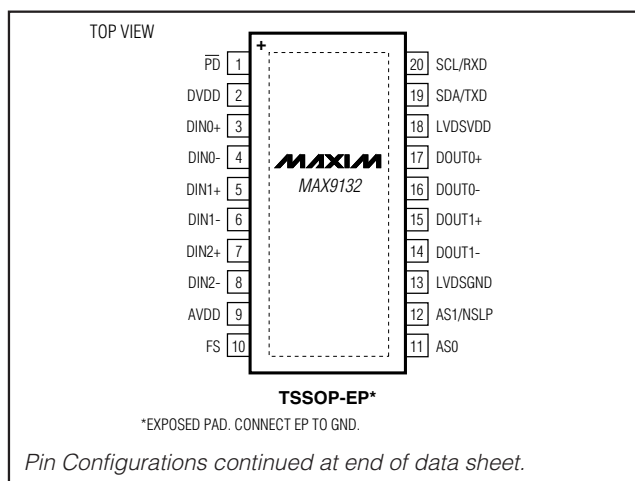 TOP VIEW
+
P̅D̅ 1 20 SCL/RXD
DVDD 2 19 SDA/TXD
DIN0+ 3 18 LVDSVDD
DIN0- 4 17 DOUT0+
MAXIM
MAX9132
DIN1+ 5 16 DOUT0-
DIN1- 6 15 DOUT1+
DIN2+ 7 14 DOUT1-
DIN2- 8 13 LVDSGND
AVDD 9 12 AS1/NSLP
FS 10 11 AS0
TSSOP-EP*
*EXPOSED PAD. CONNECT EP TO GND.
Pin Configurations continued at end of data sheet.